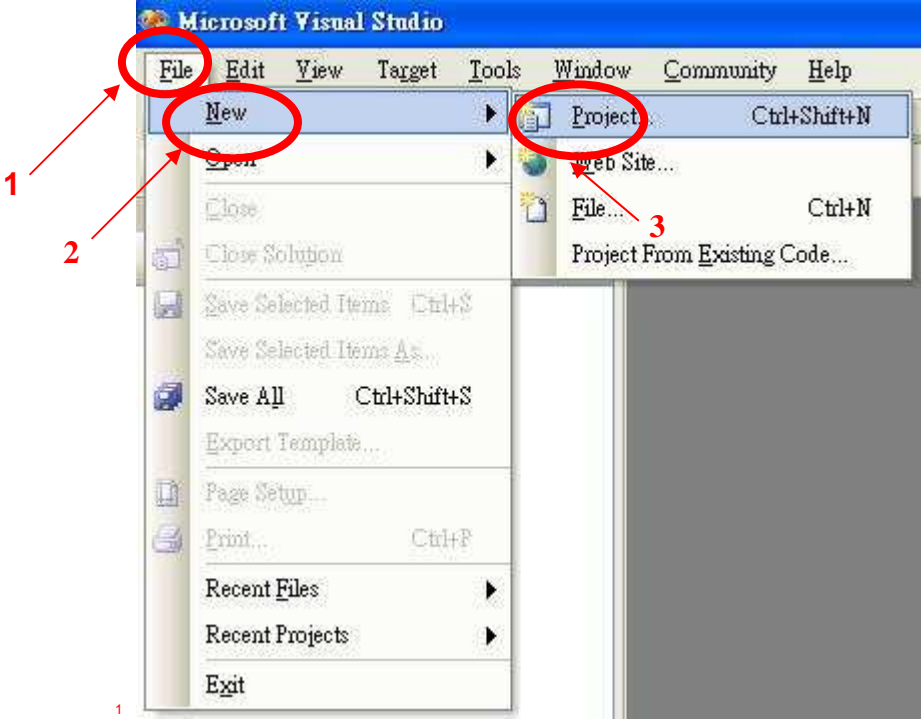 Microsoft Visual Studio
File Edit View Target Tools Window Community Help
New
Open
Close
Close Solution
Save Selected Items Ctrl+S
Save Selected Items As...
Save All Ctrl+Shift+S
Export Template...
Page Setup...
Print... Ctrl+P
Recent Files
Recent Projects
Exit
Project... Ctrl+Shift+N
Web Site...
File... Ctrl+N
Project From Existing Code...
1
2
3
1